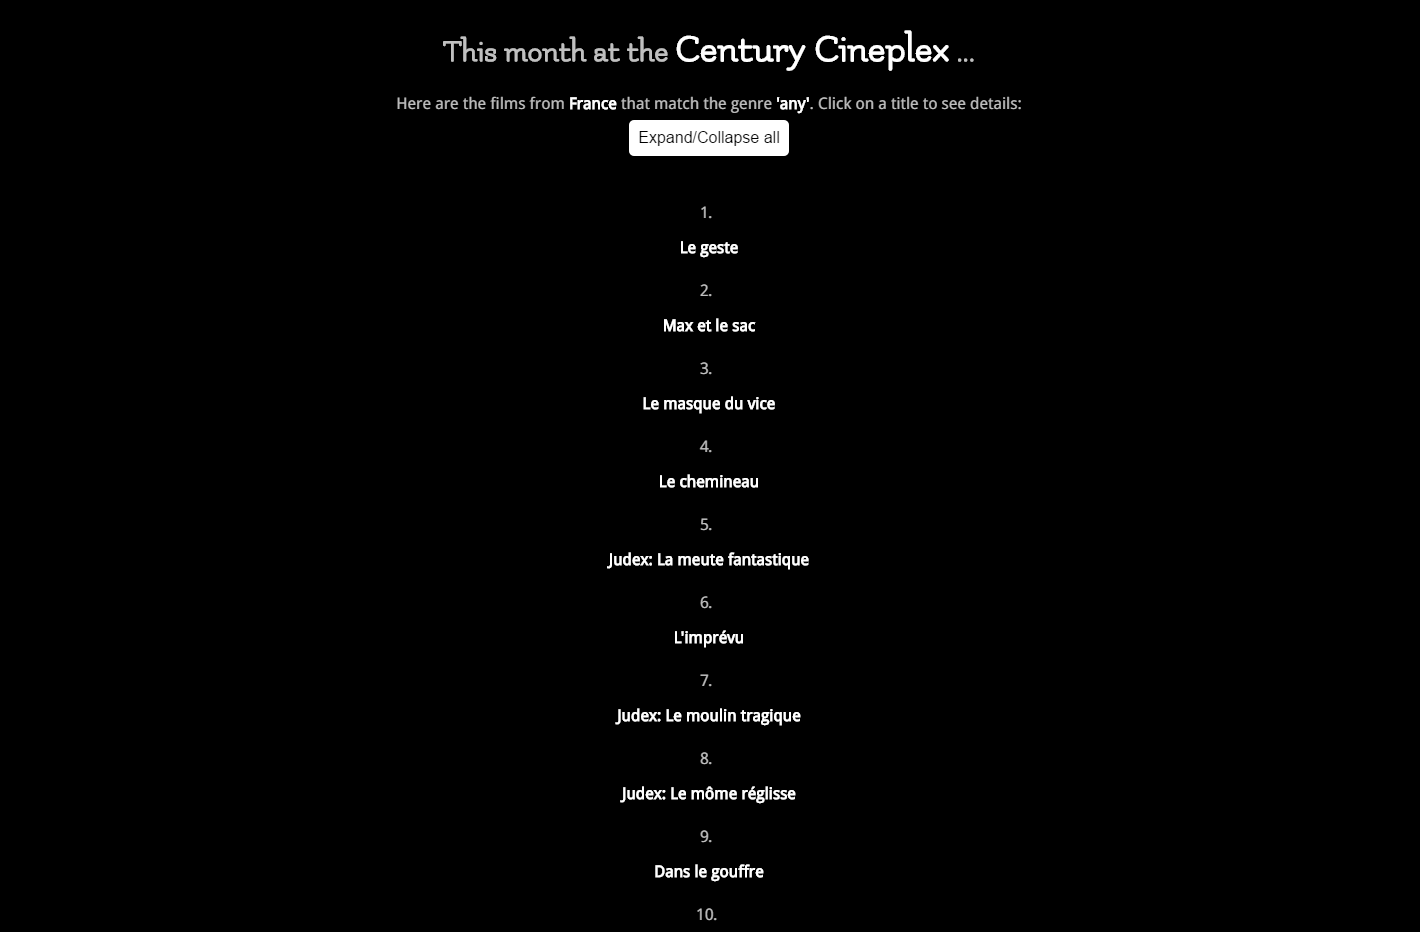 This month at the Century Cineplex ...
Here are the films from France that match the genre 'any'. Click on a title to see details:
Expand/Collapse all
1.
Le geste
2.
Max et le sac
3.
Le masque du vice
4.
Le chemineau
5.
Judex: La meute fantastique
6.
L'imprévu
7.
Judex: Le moulin tragique
8.
Judex: Le môme réglisse
9.
Dans le gouffre
10.